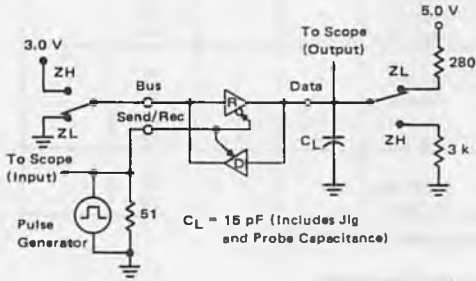 5.0 V
To Scope
(Output)
3.0 V
ZH
ZL
280
Bus
R
Data
ZL
Send/Rec
ZH
To Scope
(Input)
D
CL
3 k
51
Pulse
Generator
CL = 15 pF (Includes Jig
and Probe Capacitance)